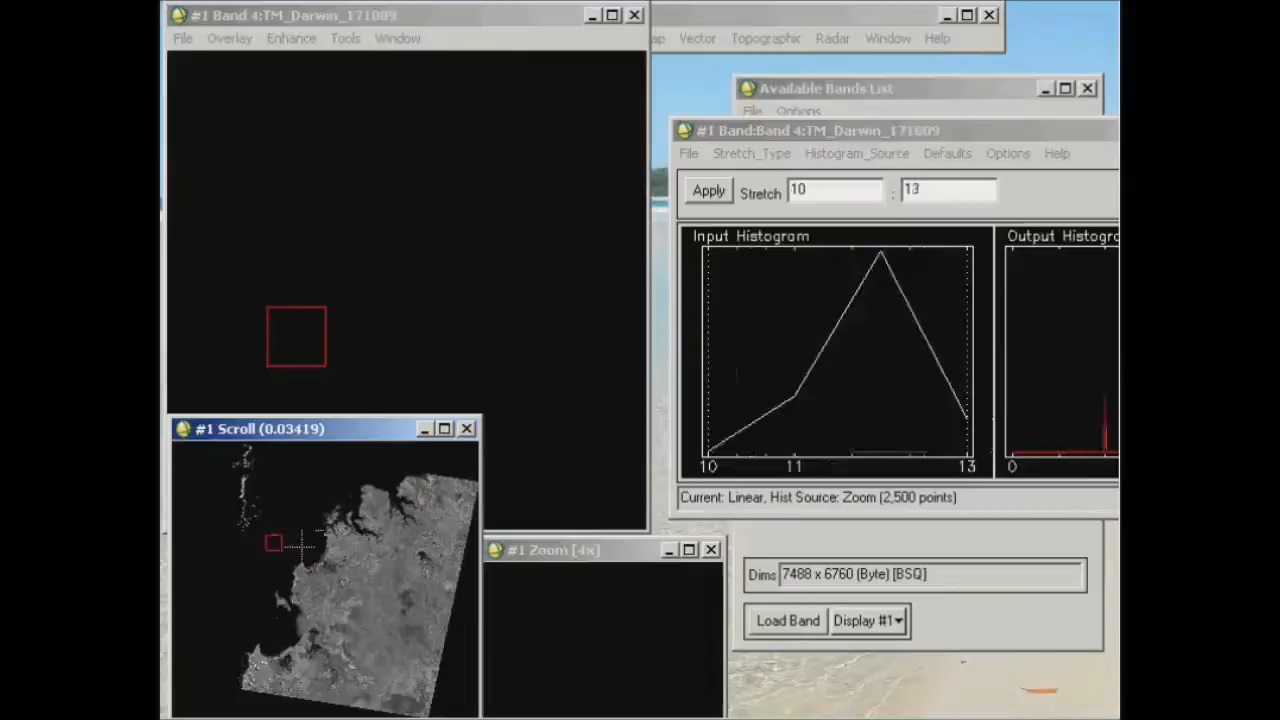 #1 Band 4:TM_Darwin_171009
File Overlay Enhance Tools Window
ap Vector Topographic Radar Window Help
Available Bands List
File Options
#1 Band:Band 4:TM_Darwin_171009
File Stretch_Type Histogram_Source Defaults Options Help
Apply Stretch 10 : 13
Input Histogram
Output Histogra
10 11 13
0
Current: Linear, Hist Source: Zoom (2,500 points)
#1 Scroll (0.03419)
#1 Zoom [4x]
Dims 7488 x 6760 (Byte) [BSQ]
Load Band Display #1